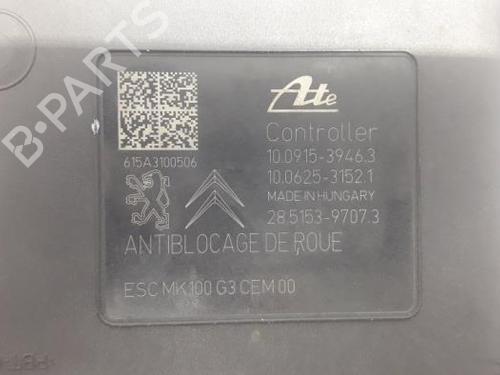 B-PARTS
Ate
Controller
615A3100506
10.0915-3946.3
10.0625-3152.1
MADE IN HUNGARY
28.5153-9707.3
ANTIBLOCAGE DE ROUE
ESC MK100 G3 CEM 00